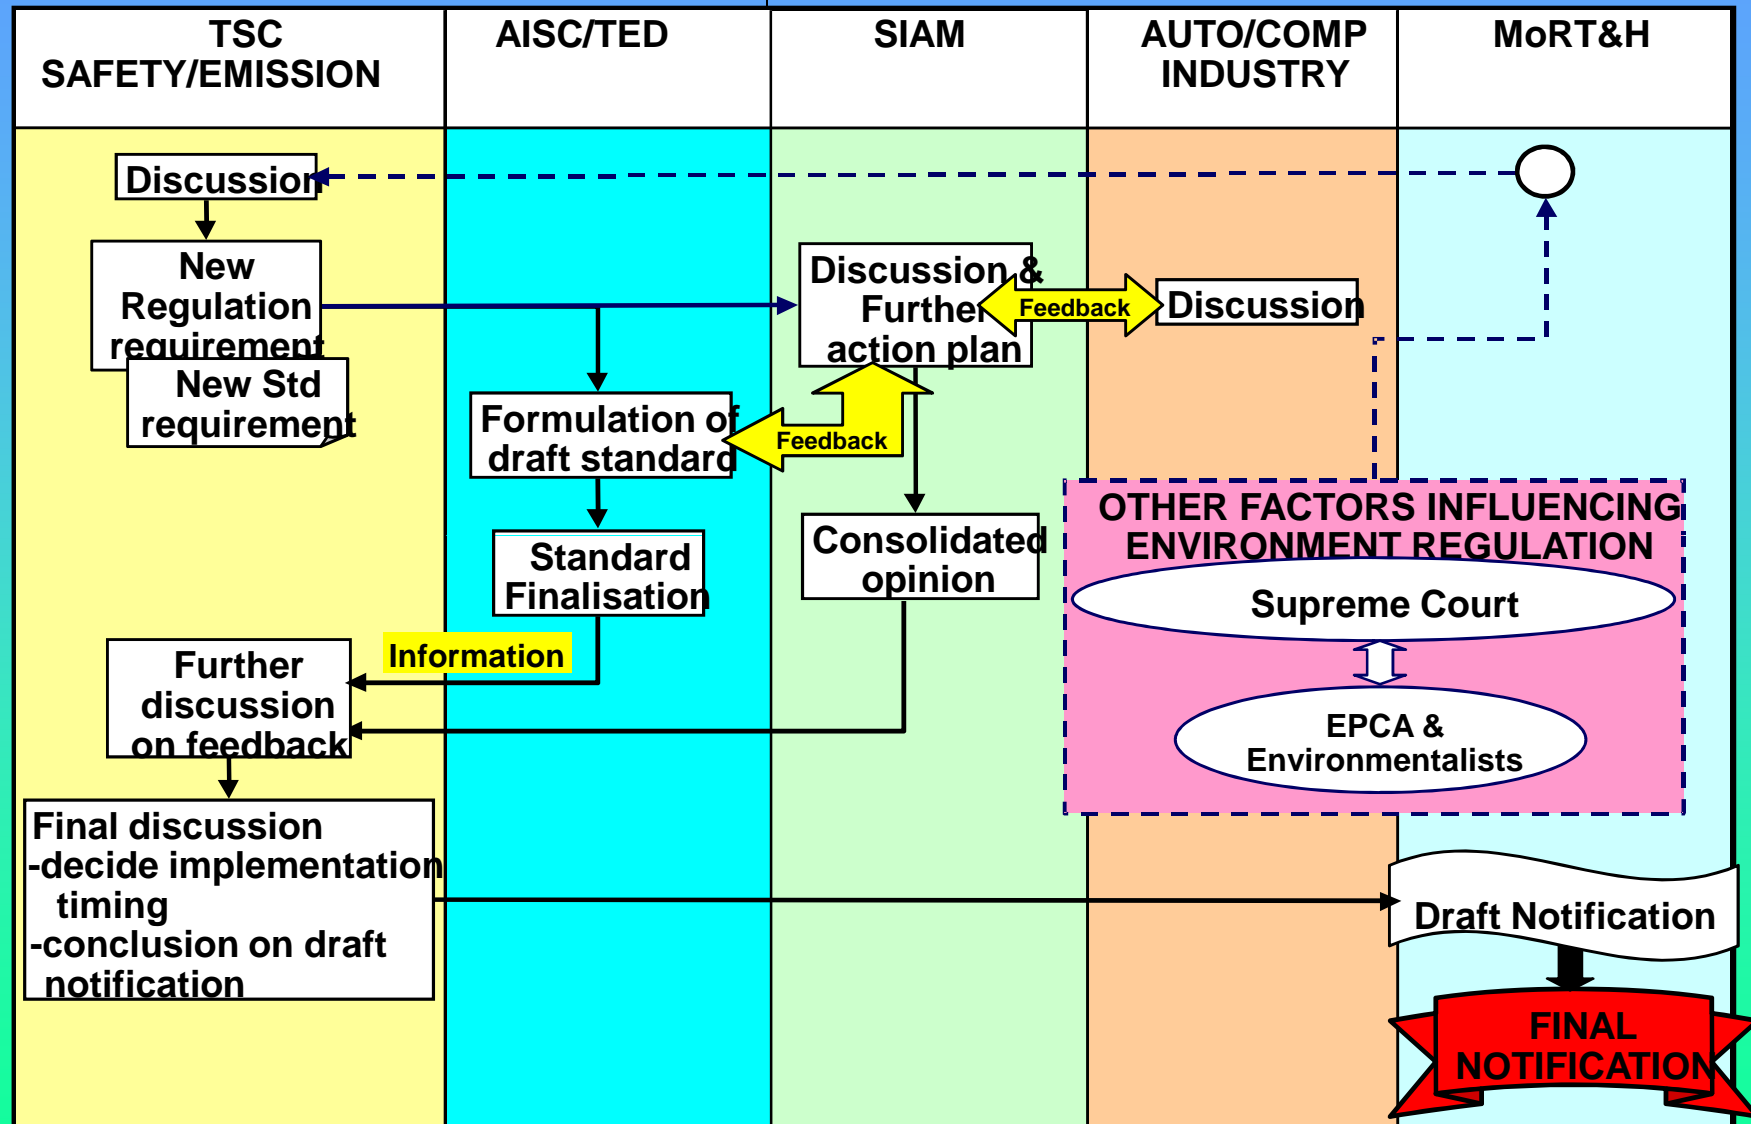 TSC
SAFETY/EMISSION
AISC/TED
SIAM
AUTO/COMP
INDUSTRY
MoRT&H
Discussion
New
Regulation
requirement
New Std
requirement
Discussion &
Further
action plan
Feedback
Discussion
Formulation of
draft standard
Feedback
Standard
Finalisation
Consolidated
opinion
OTHER FACTORS INFLUENCING
ENVIRONMENT REGULATION
Supreme Court
EPCA &
Environmentalists
Information
Further
discussion
on feedback
Final discussion
-decide implementation
timing
-conclusion on draft
notification
Draft Notification
FINAL
NOTIFICATION